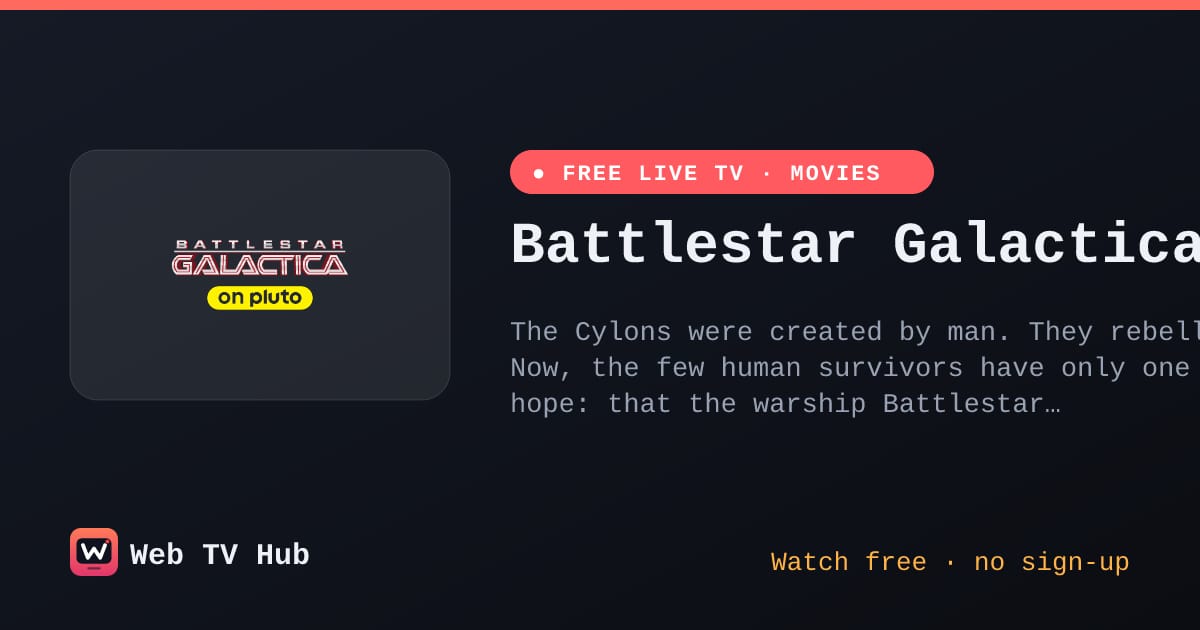 BATTLESTAR
GALACTICA
on pluto
• FREE LIVE TV · MOVIES
Battlestar Galactica
The Cylons were created by man. They rebell
Now, the few human survivors have only one
hope: that the warship Battlestar…
W
Web TV Hub
Watch free · no sign-up